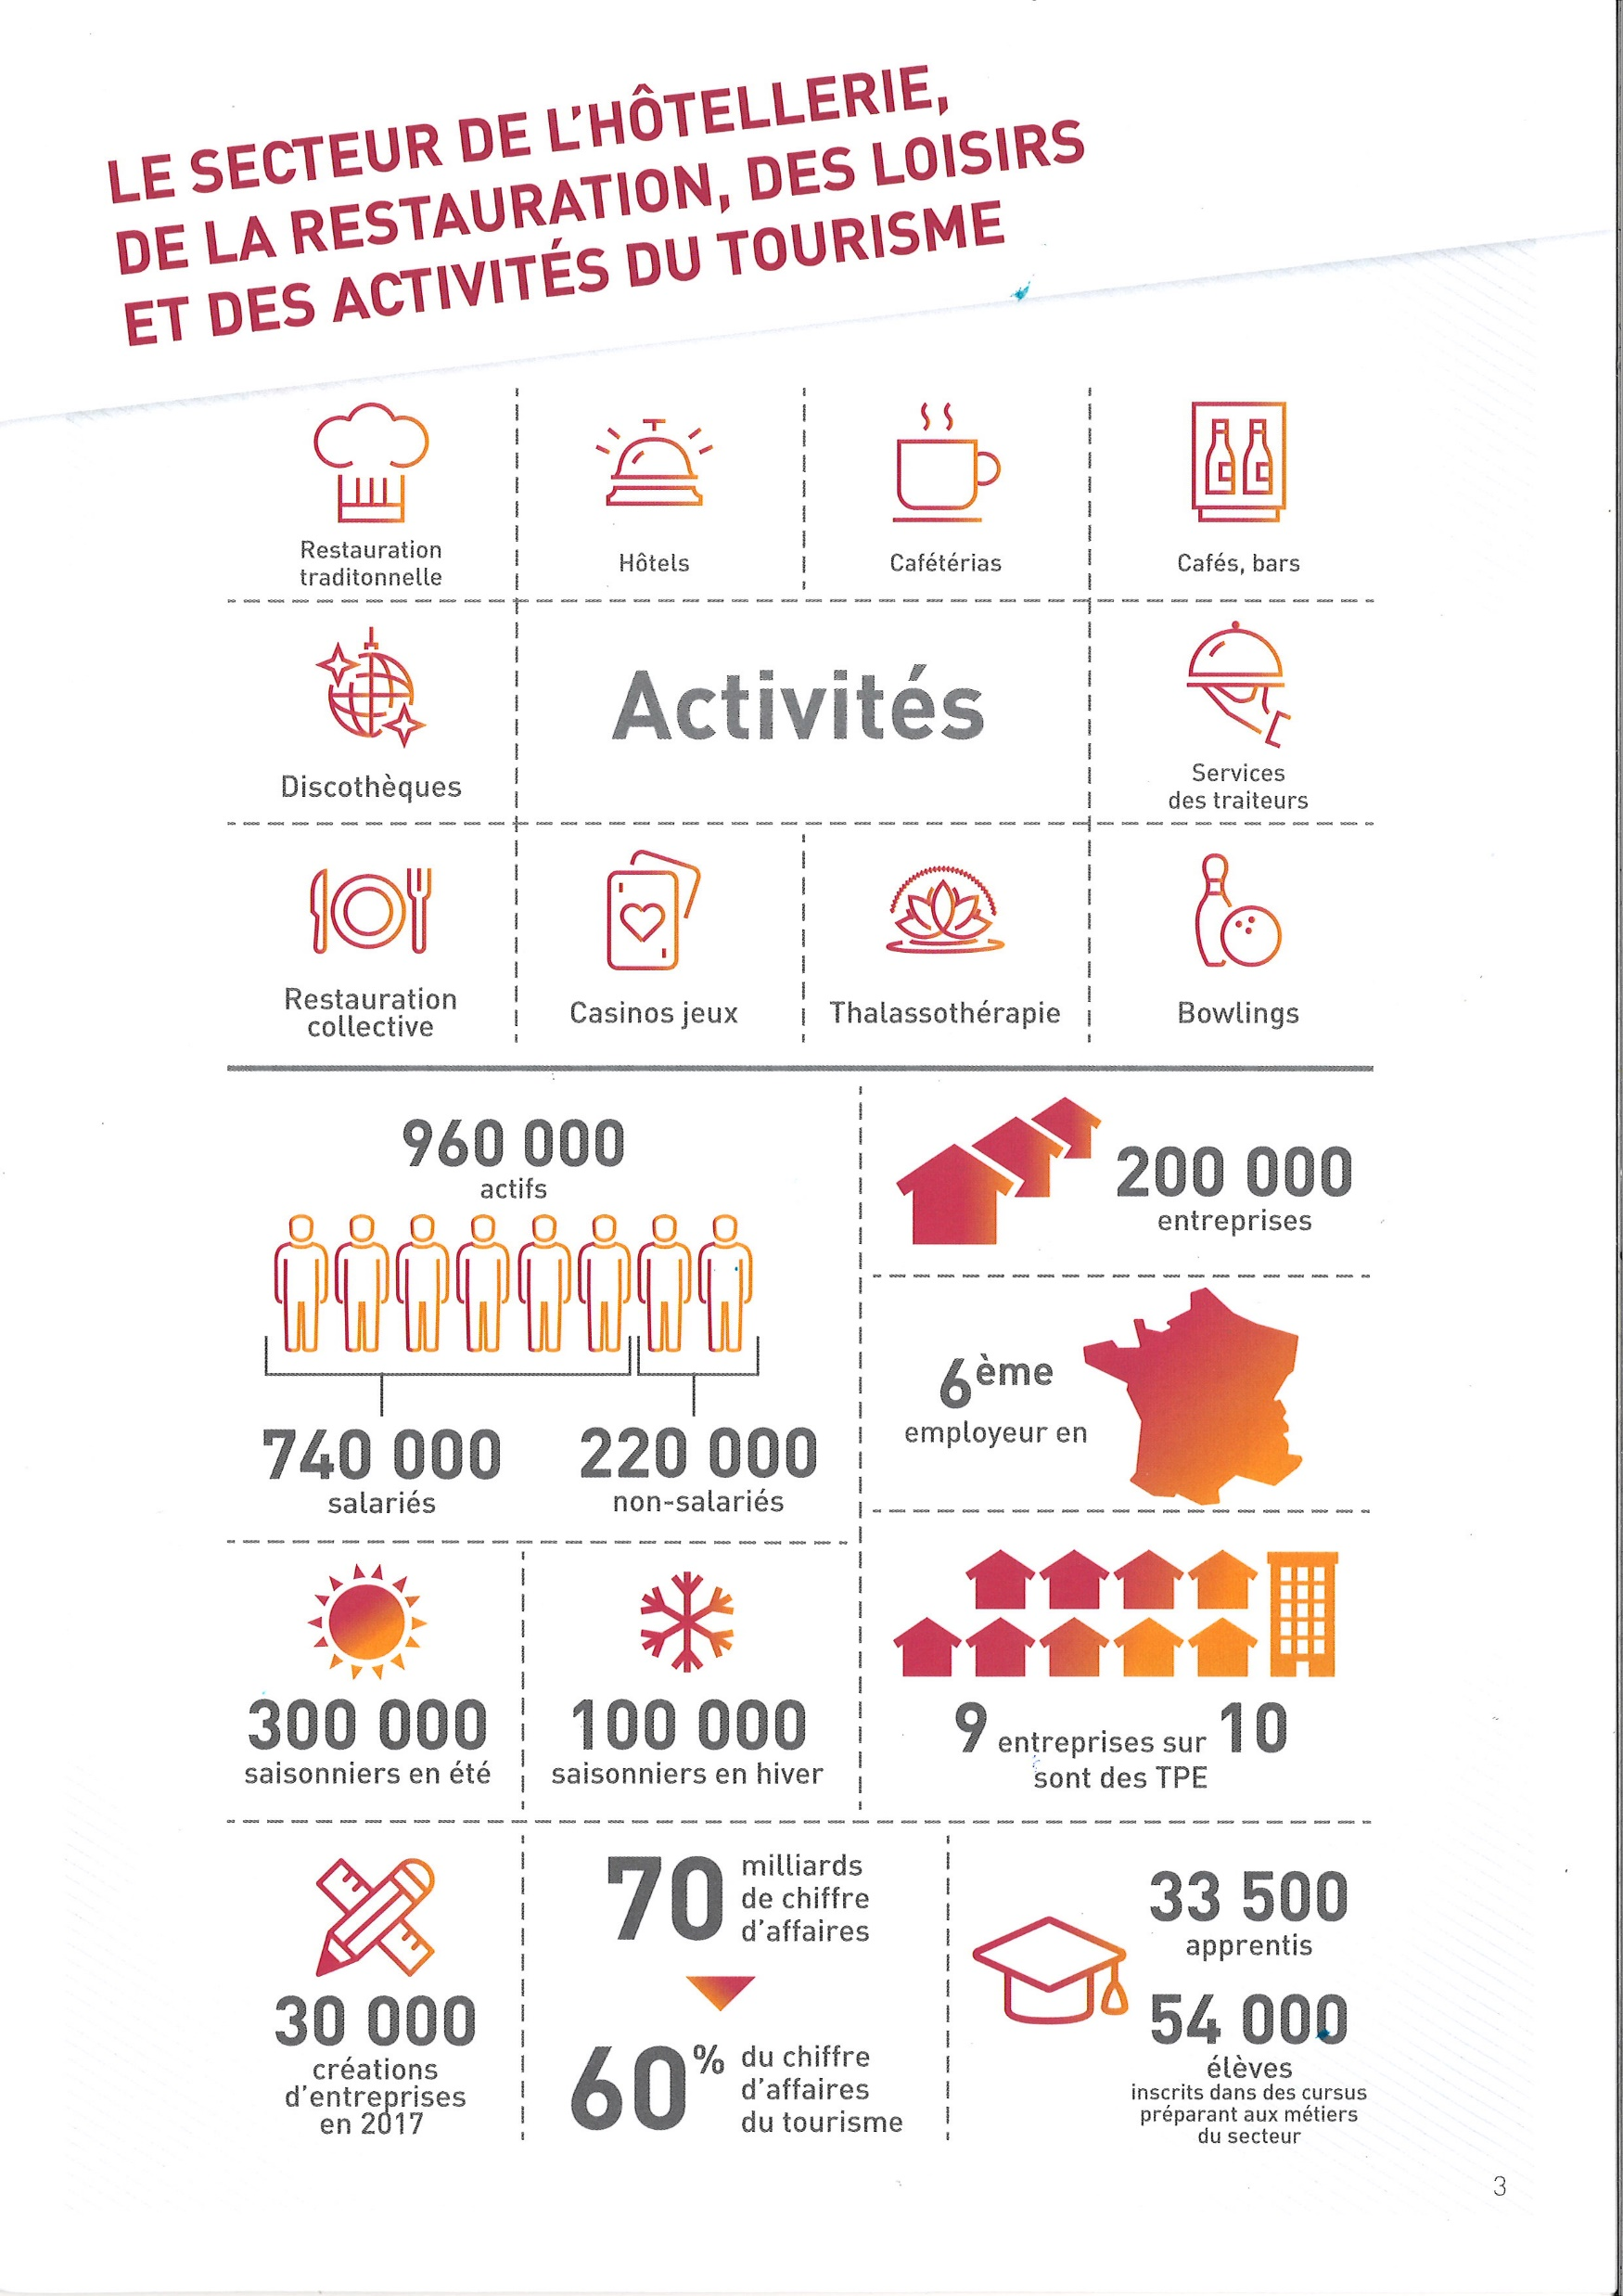 LE SECTEUR DE L'HÔTELLERIE,
DE LA RESTAURATION, DES LOISIRS
ET DES ACTIVITÉS DU TOURISME
Restauration
traditonnelle
Hôtels
Cafétérias
Cafés, bars
Discothèques
Activités
Services
des traiteurs
Restauration
collective
Casinos jeux
Thalassothérapie
Bowlings
960 000
actifs
740 000
salariés
220 000
non-salariés
200 000
entreprises
6ème
employeur en
300 000
saisonniers en été
100 000
saisonniers en hiver
9 entreprises sur 10
sont des TPE
30 000
créations
d'entreprises
en 2017
70 milliards
de chiffre
d'affaires
60% du chiffre
d'affaires
du tourisme
33 500
apprentis
54 000
élèves
inscrits dans des cursus
préparant aux métiers
du secteur
3